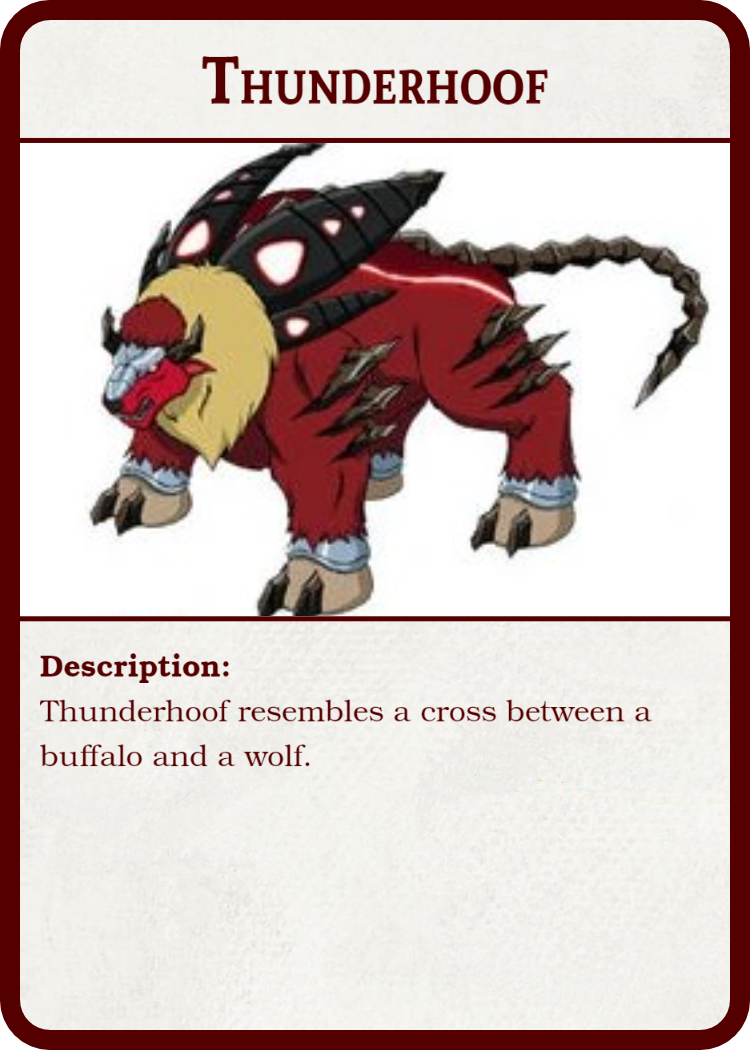 Thunderhoof
Description:
Thunderhoof resembles a cross between a
buffalo and a wolf.